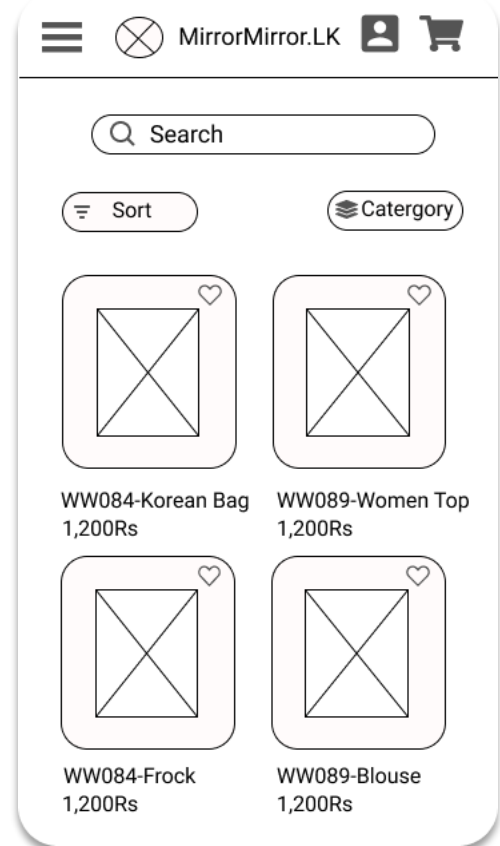 MirrorMirror.LK
Search
Sort
Catergory
WW084-Korean Bag
1,200Rs
WW089-Women Top
1,200Rs
WW084-Frock
1,200Rs
WW089-Blouse
1,200Rs